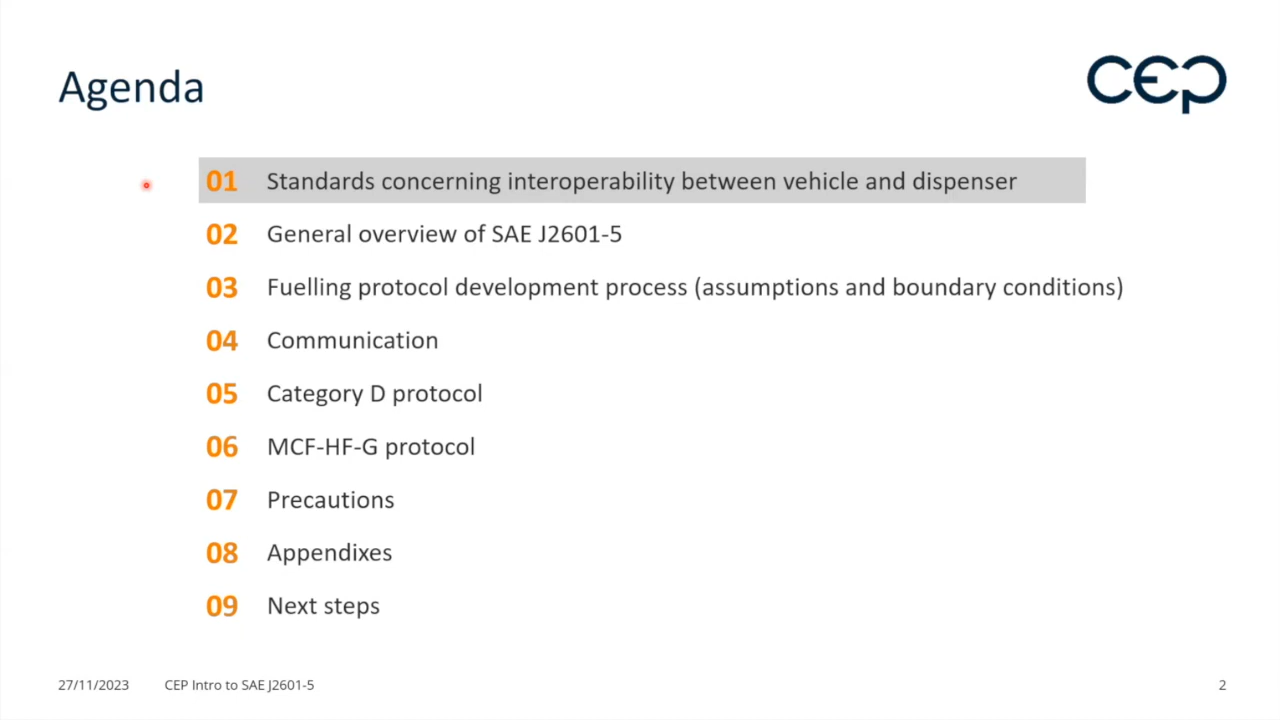 Agenda
CEP
01 Standards concerning interoperability between vehicle and dispenser
02 General overview of SAE J2601-5
03 Fuelling protocol development process (assumptions and boundary conditions)
04 Communication
05 Category D protocol
06 MCF-HF-G protocol
07 Precautions
08 Appendixes
09 Next steps
27/11/2023 CEP Intro to SAE J2601-5 2